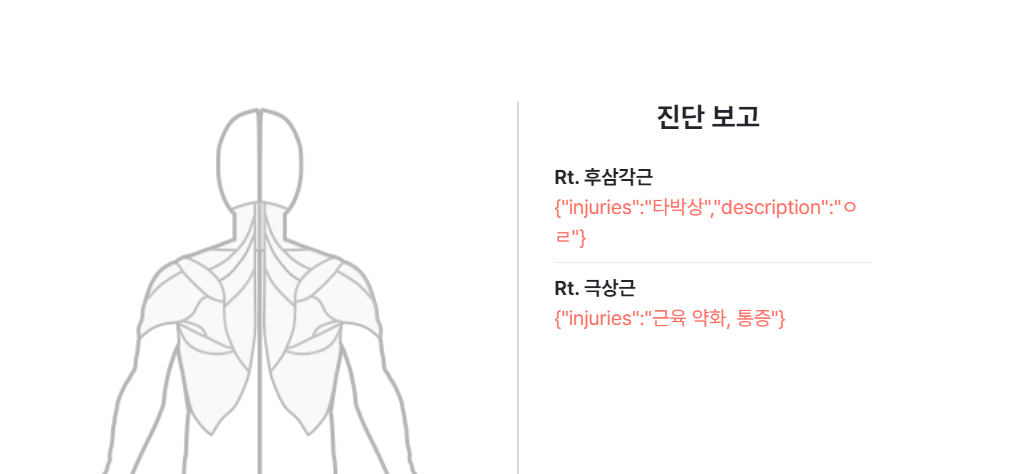 진단 보고
Rt. 후삼각근
{"injuries":"타박상","description":"ㅇ
ㄹ"}
Rt. 극상근
{"injuries":"근육 약화, 통증"}